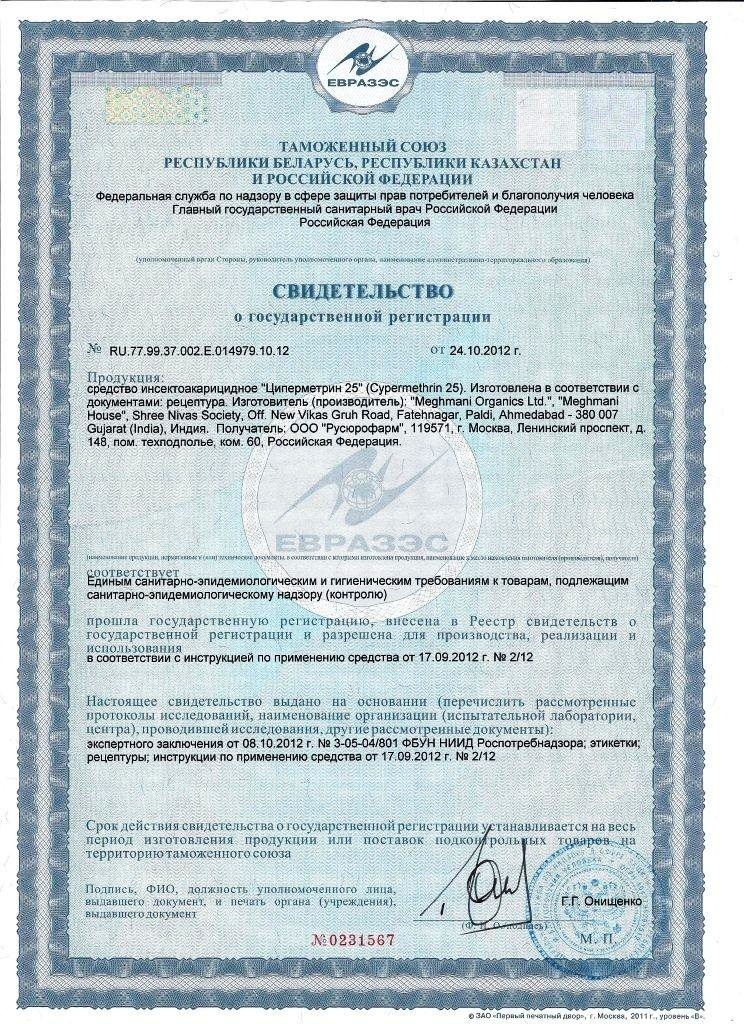 ЕВРАЗЭС
ТАМОЖЕННЫЙ СОЮЗ
РЕСПУБЛИКИ БЕЛАРУСЬ, РЕСПУБЛИКИ КАЗАХСТАН
И РОССИЙСКОЙ ФЕДЕРАЦИИ
Федеральная служба по надзору в сфере защиты прав потребителей и благополучия человека
Главный государственный санитарный врач Российской Федерации
Российская Федерация
(уполномоченный орган Стороны, руководитель уполномоченного органа, наименование административно-территориального образования)
СВИДЕТЕЛЬСТВО
о государственной регистрации
№ RU.77.99.37.002.E.014979.10.12 от 24.10.2012 г.
Продукция:
средство инсектоакарицидное "Циперметрин 25" (Cypermethrin 25). Изготовлена в соответствии с
документами: рецептура. Изготовитель (производитель): "Meghmani Organics Ltd.", "Meghmani
House", Shree Nivas Society, Off. New Vikas Gruh Road, Fatehnagar, Paldi, Ahmedabad - 380 007
Gujarat (India), Индия. Получатель: ООО "Русюрофарм", 119571, г. Москва, Ленинский проспект, д.
148, пом. техподполье, ком. 60, Российская Федерация.
ЕВРАЗЭС
(наименование продукции, нормативные и (или) технические документы, в соответствии с которыми изготовлена продукция, наименование и место нахождения изготовителя (производителя), получателя)
соответствует
Единым санитарно-эпидемиологическим и гигиеническим требованиям к товарам, подлежащим
санитарно-эпидемиологическому надзору (контролю)
прошла государственную регистрацию, внесена в Реестр свидетельств о
государственной регистрации и разрешена для производства, реализации и
использования
в соответствии с инструкцией по применению средства от 17.09.2012 г. № 2/12
Настоящее свидетельство выдано на основании (перечислить рассмотренные
протоколы исследований, наименование организации (испытательной лаборатории,
центра), проводившей исследования, другие рассмотренные документы):
экспертного заключения от 08.10.2012 г. № 3-05-04/801 ФБУН НИИД Роспотребнадзора; этикетки;
рецептуры; инструкции по применению средства от 17.09.2012 г. № 2/12
Срок действия свидетельства о государственной регистрации устанавливается на весь
период изготовления продукции или поставок подконтрольных товаров на
территорию таможенного союза
Подпись, ФИО, должность уполномоченного лица,
выдавшего документ, и печать органа (учреждения),
выдавшего документ
Г.Г. Онищенко
(Ф. И. О./подпись)
М. П.
№0231567
© ЗАО «Первый печатный двор», г. Москва, 2011 г., уровень «В».